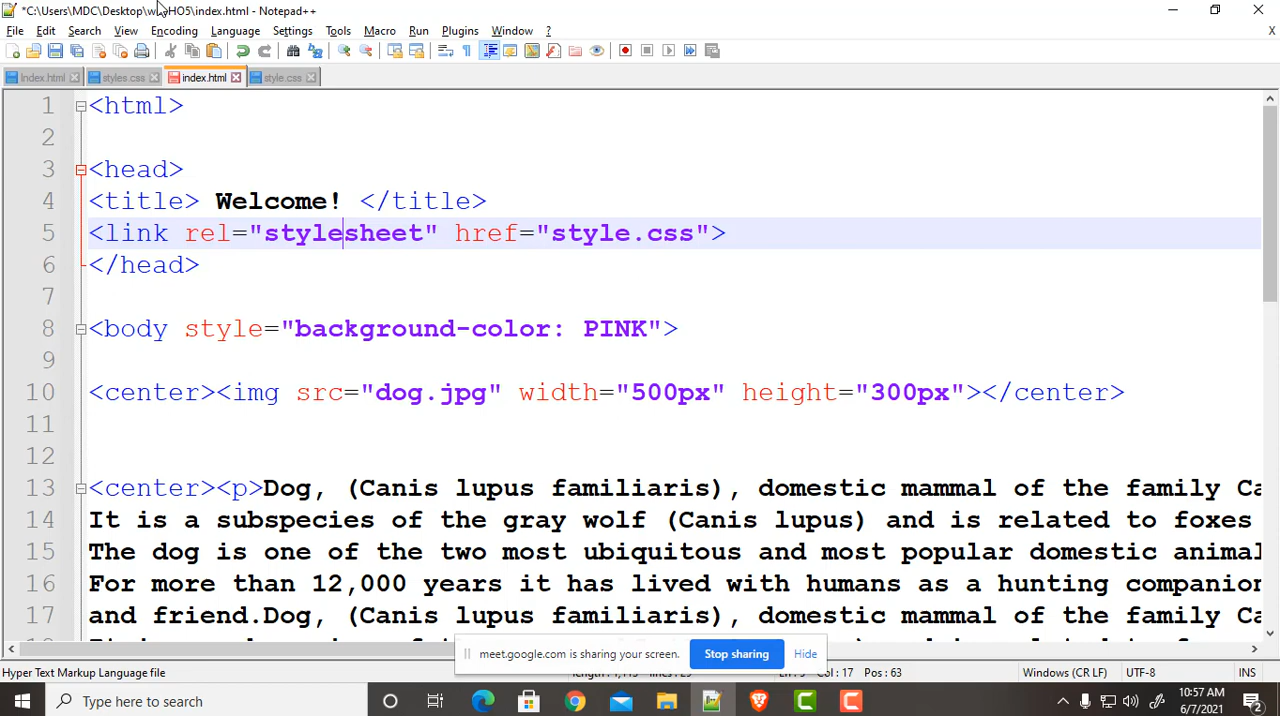 *C:\Users\MDC\Desktop\w HO5\index.html - Notepad++
File Edit Search View Encoding Language Settings Tools Macro Run Plugins Window ? X
Index html styles.css index.html style.css
1 <html>
2
3 <head>
4 <title> Welcome! </title>
5 <link rel="stylesheet" href="style.css">
6 </head>
7
8 <body style="background-color: PINK">
9
10 <center><img src="dog.jpg" width="500px" height="300px"></center>
11
12
13 <center><p>Dog, (Canis lupus familiaris), domestic mammal of the family Ca
14 It is a subspecies of the gray wolf (Canis lupus) and is related to foxes
15 The dog is one of the two most ubiquitous and most popular domestic animal
16 For more than 12,000 years it has lived with humans as a hunting companion
17 and friend.Dog, (Canis lupus familiaris), domestic mammal of the family Ca
meet.google.com is sharing your screen. Stop sharing Hide
Hyper Text Markup Language file Col : 17 Pos : 63 Windows (CR LF) UTF-8 INS
Type here to search
10:57 AM
6/7/2021
2